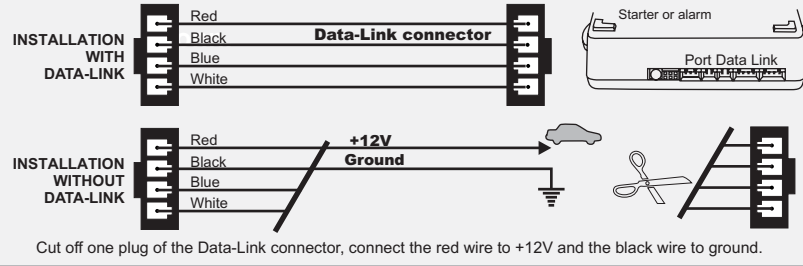 INSTALLATION
WITH
DATA-LINK
Red
Black
Blue
White
Data-Link connector
Starter or alarm
Port Data Link
INSTALLATION
WITHOUT
DATA-LINK
Red
Black
Blue
White
+12V
Ground
Cut off one plug of the Data-Link connector, connect the red wire to +12V and the black wire to ground.